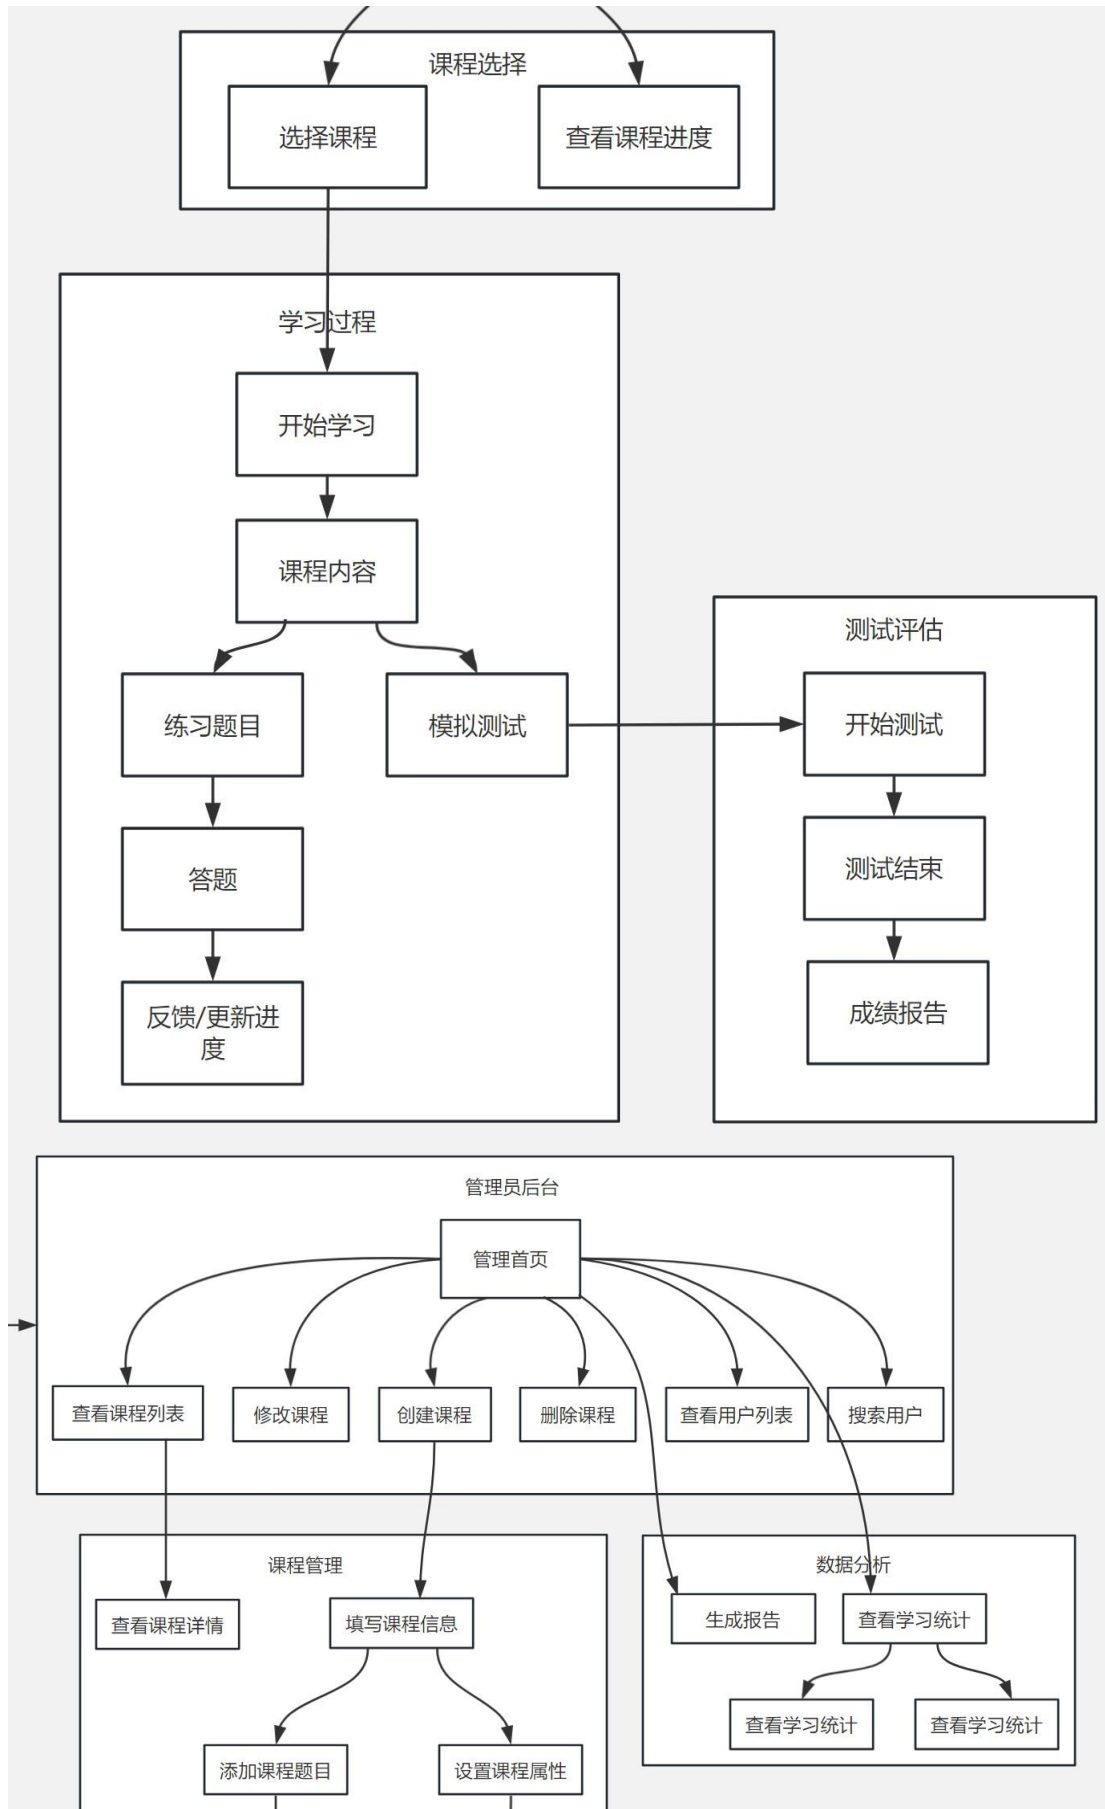 课程选择
选择课程
查看课程进度
学习过程
开始学习
课程内容
练习题目
模拟测试
答题
反馈/更新进
度
测试评估
开始测试
测试结束
成绩报告
管理员后台
管理首页
查看课程列表
修改课程
创建课程
删除课程
查看用户列表
搜索用户
课程管理
查看课程详情
填写课程信息
添加课程题目
设置课程属性
数据分析
生成报告
查看学习统计
查看学习统计
查看学习统计